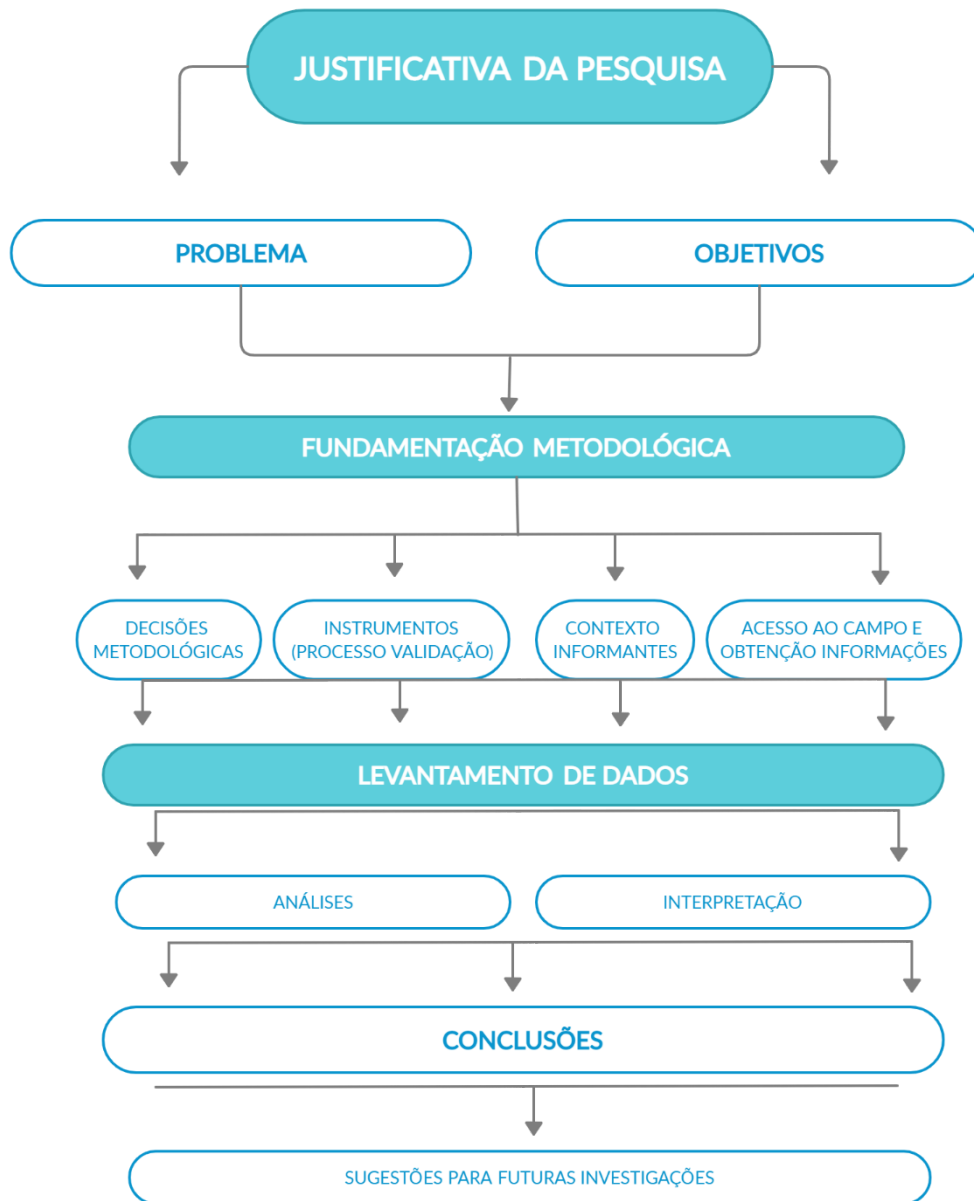 JUSTIFICATIVA DA PESQUISA
PROBLEMA
OBJETIVOS
FUNDAMENTAÇÃO METODOLÓGICA
DECISÕES
METODOLÓGICAS
INSTRUMENTOS
(PROCESSO VALIDAÇÃO)
CONTEXTO
INFORMANTES
ACESSO AO CAMPO E
OBTENÇÃO INFORMAÇÕES
LEVANTAMENTO DE DADOS
ANÁLISES
INTERPRETAÇÃO
CONCLUSÕES
SUGESTÕES PARA FUTURAS INVESTIGAÇÕES